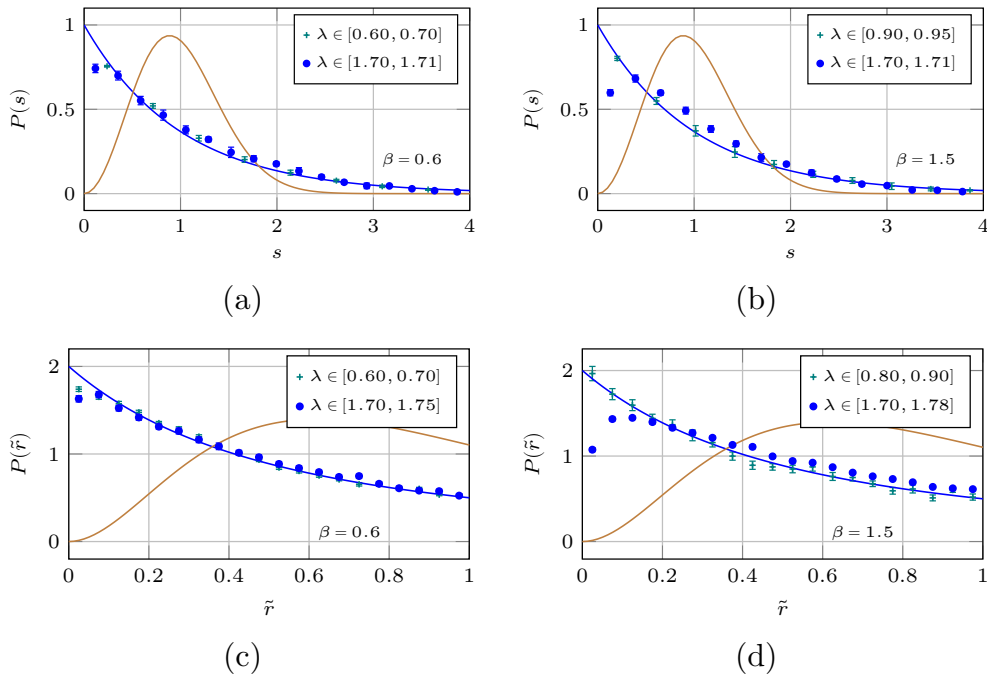 1
0.5
0
P(s)
λ ∈ [0.60, 0.70]
λ ∈ [1.70, 1.71]
β = 0.6
0 1 2 3 4
s
(a)
1
0.5
0
P(s)
λ ∈ [0.90, 0.95]
λ ∈ [1.70, 1.71]
β = 1.5
0 1 2 3 4
s
(b)
2
1
0
P(r̃)
λ ∈ [0.60, 0.70]
λ ∈ [1.70, 1.75]
β = 0.6
0 0.2 0.4 0.6 0.8 1
r̃
(c)
2
1
0
P(r̃)
λ ∈ [0.80, 0.90]
λ ∈ [1.70, 1.78]
β = 1.5
0 0.2 0.4 0.6 0.8 1
r̃
(d)